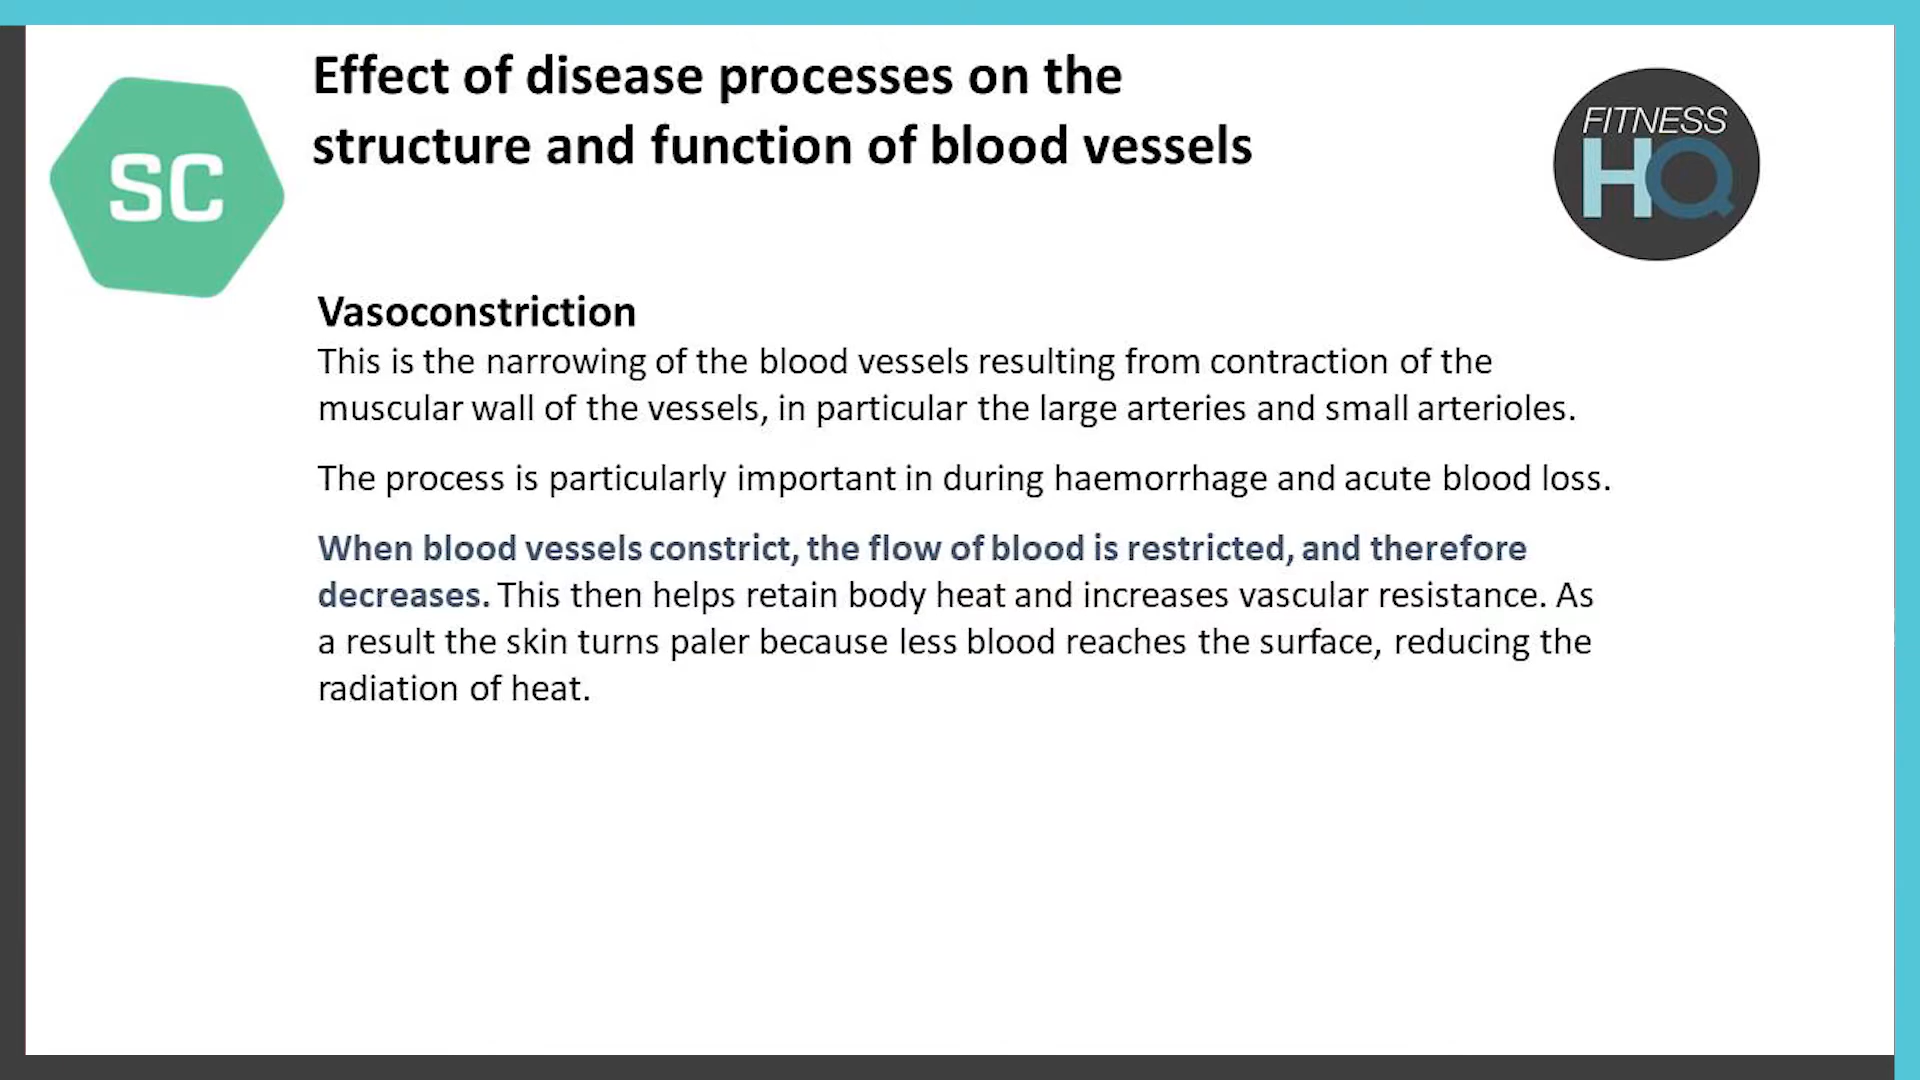 Effect of disease processes on the
structure and function of blood vessels
SC
FITNESS
HQ
Vasoconstriction
This is the narrowing of the blood vessels resulting from contraction of the
muscular wall of the vessels, in particular the large arteries and small arterioles.
The process is particularly important in during haemorrhage and acute blood loss.
When blood vessels constrict, the flow of blood is restricted, and therefore
decreases. This then helps retain body heat and increases vascular resistance. As
a result the skin turns paler because less blood reaches the surface, reducing the
radiation of heat.